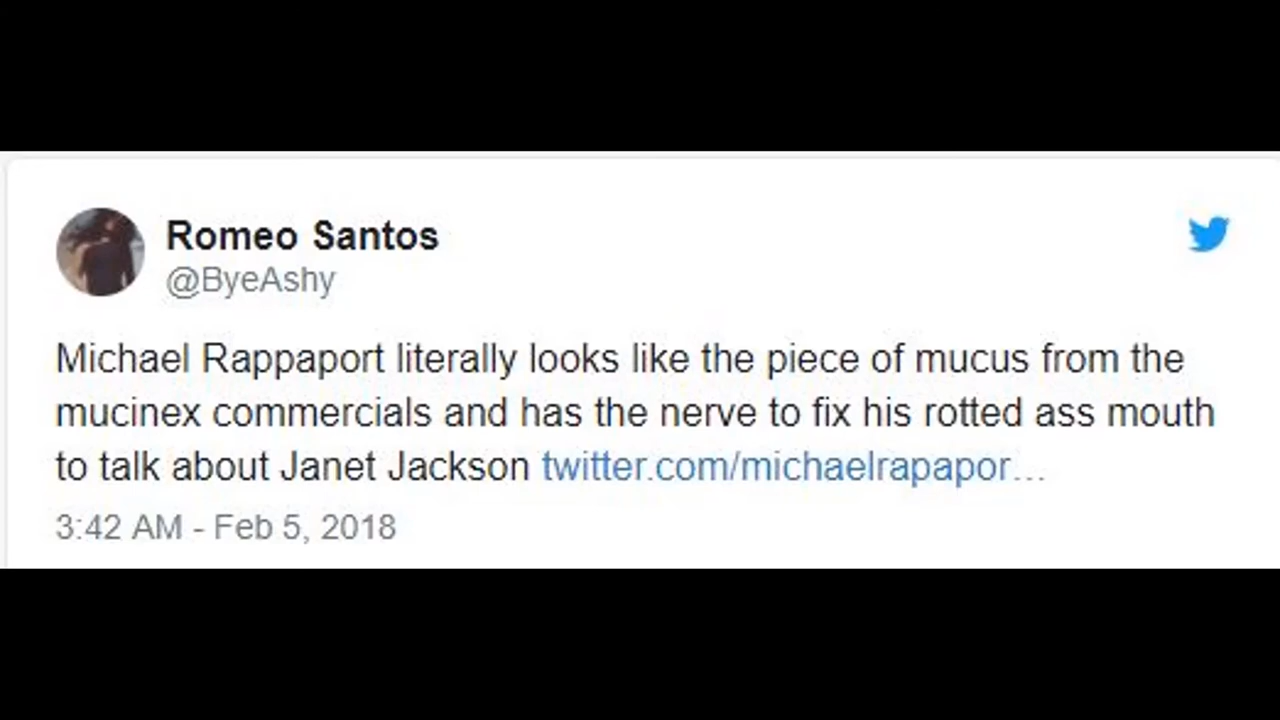 Romeo Santos
@ByeAshy
Michael Rappaport literally looks like the piece of mucus from the
mucinex commercials and has the nerve to fix his rotted ass mouth
to talk about Janet Jackson twitter.com/michaelrapapor…
3:42 AM - Feb 5, 2018